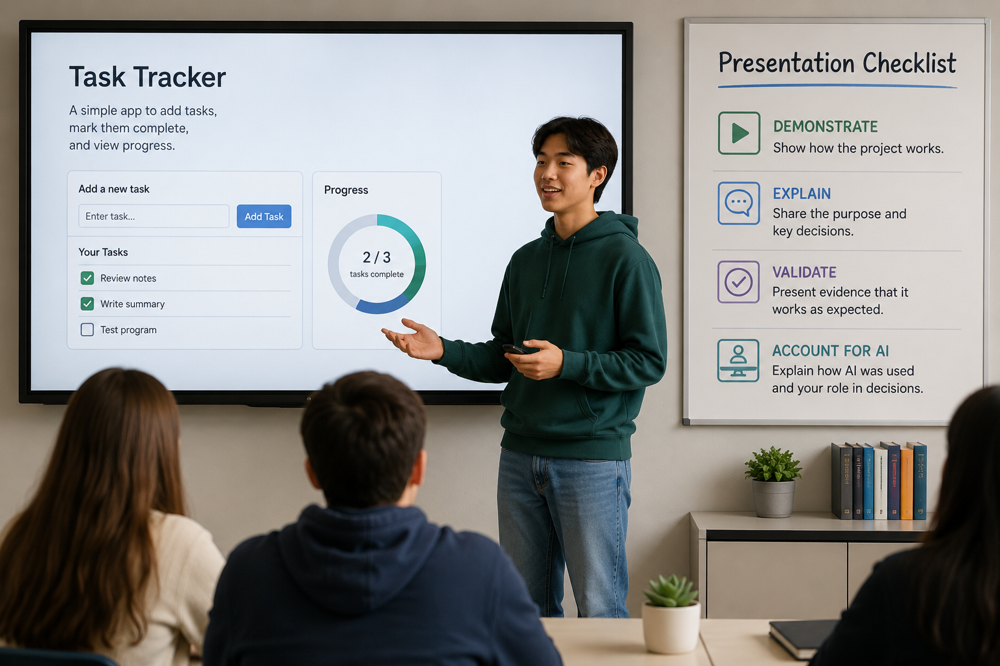 Task Tracker
A simple app to add tasks,
mark them complete,
and view progress.
Add a new task
Enter task...
Add Task
Your Tasks
Review notes
Write summary
Test program
Progress
2 / 3
tasks complete
Presentation Checklist
DEMONSTRATE
Show how the project works.
EXPLAIN
Share the purpose and
key decisions.
VALIDATE
Present evidence that it
works as expected.
ACCOUNT FOR AI
Explain how AI was used
and your role in decisions.